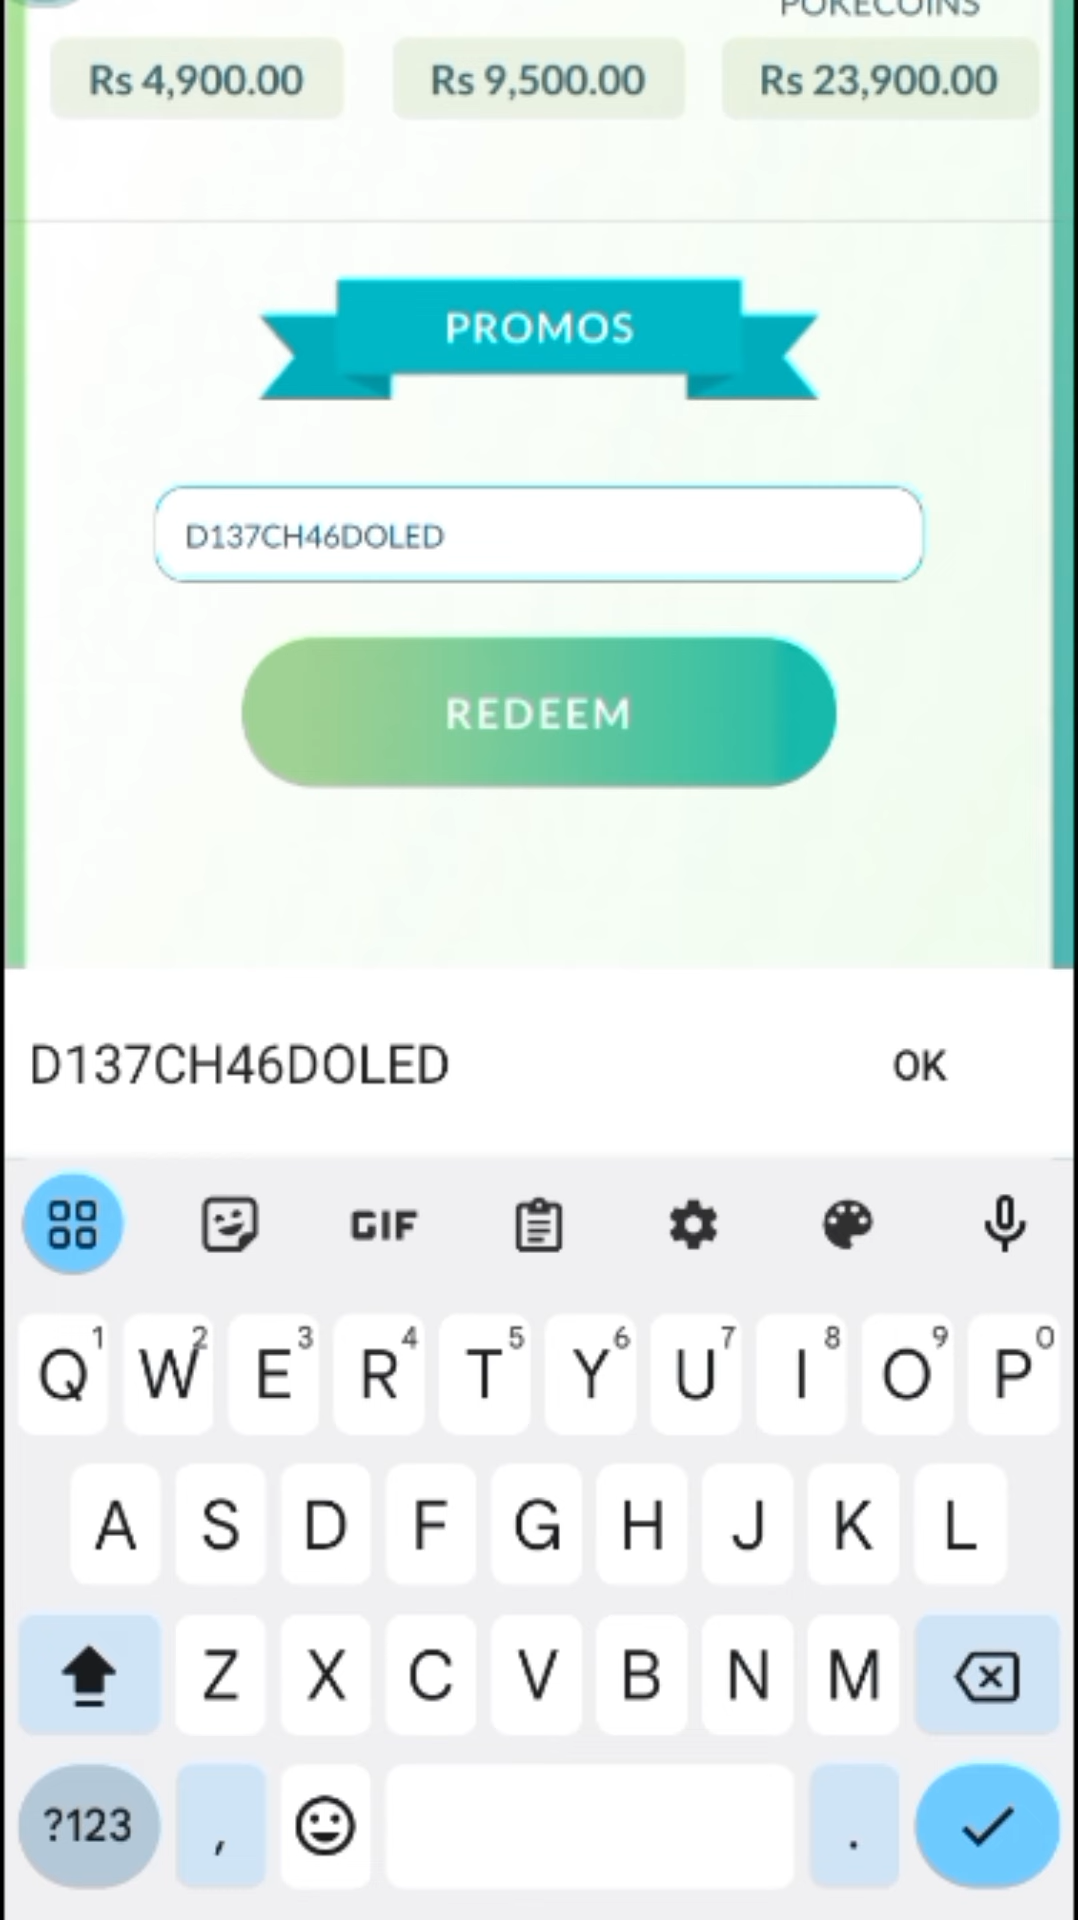 POKECOINS
Rs 4,900.00 Rs 9,500.00 Rs 23,900.00
PROMOS
D137CH46DOLED
REDEEM
D137CH46DOLED OK
GIF
Q1 W2 E3 R4 T5 Y6 U7 I8 O9 P0
A S D F G H J K L
Z X C V B N M
?123 , .